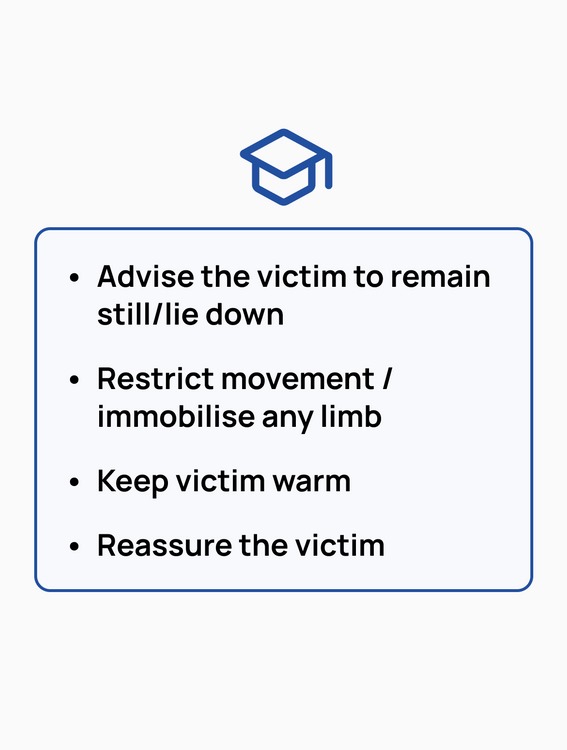 • Advise the victim to remain
still/lie down
• Restrict movement /
immobilise any limb
• Keep victim warm
• Reassure the victim